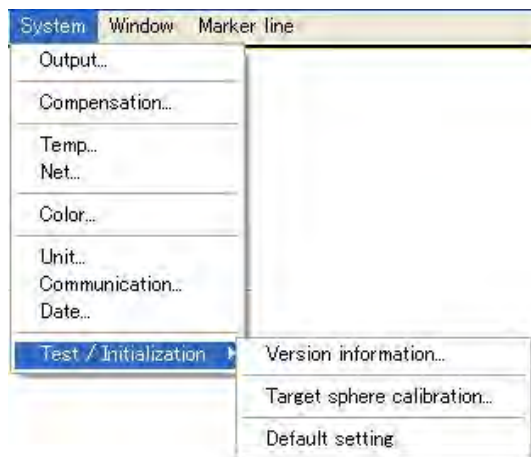 System Window Marker line
Output...
Compensation...
Temp...
Net...
Color...
Unit...
Communication...
Date...
Test / Initialization
Version information...
Target sphere calibration...
Default setting